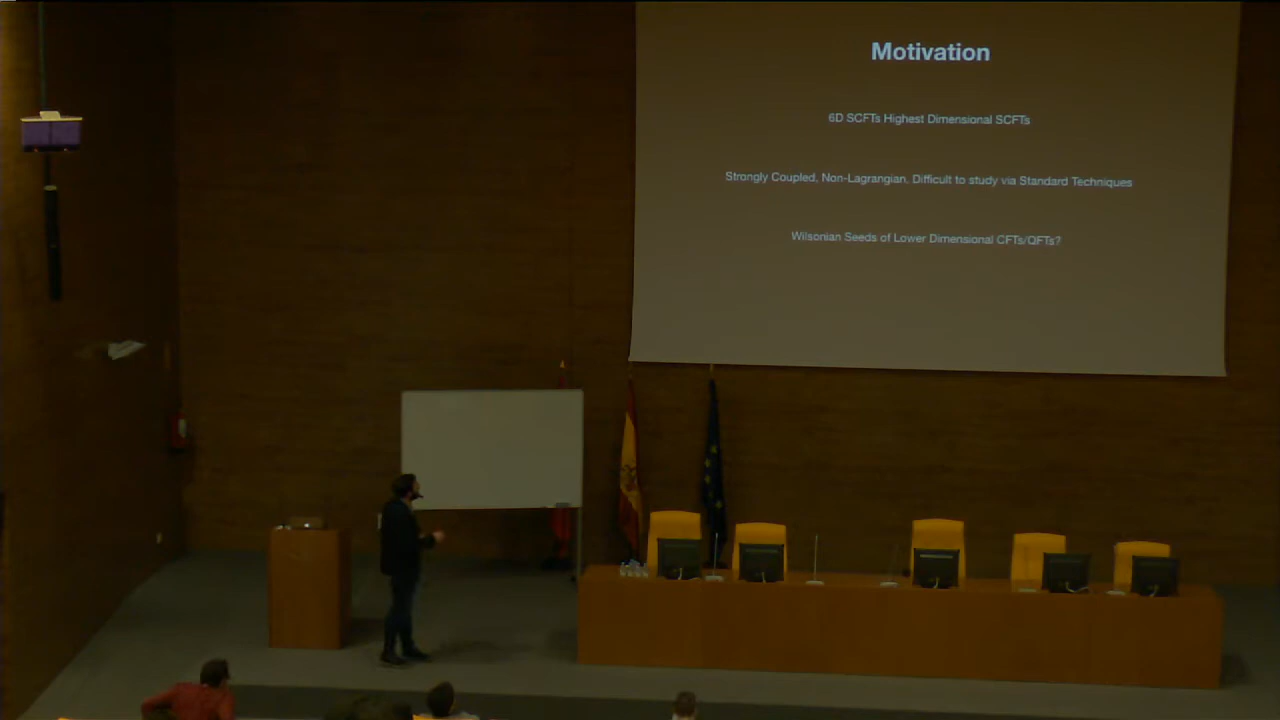 Motivation
6D SCFTs Highest Dimensional SCFTs
Strongly Coupled, Non-Lagrangian, Difficult to study via Standard Techniques
Wilsonian Seeds of Lower Dimensional CFTs/QFTs?